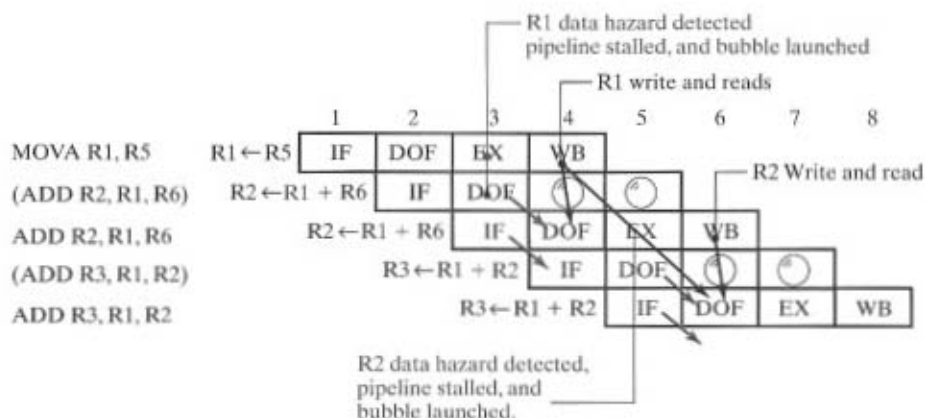 R1 data hazard detected
pipeline stalled, and bubble launched
R1 write and reads
1 2 3 4 5 6 7 8
MOVA R1, R5 R1←R5 IF DOF EX WB
R2 Write and read
(ADD R2, R1, R6) R2←R1 + R6 IF DOF
ADD R2, R1, R6 R2←R1 + R6 IF DOF EX WB
(ADD R3, R1, R2) R3←R1 + R2 IF DOF
ADD R3, R1, R2 R3←R1 + R2 IF DOF EX WB
R2 data hazard detected,
pipeline stalled, and
bubble launched.